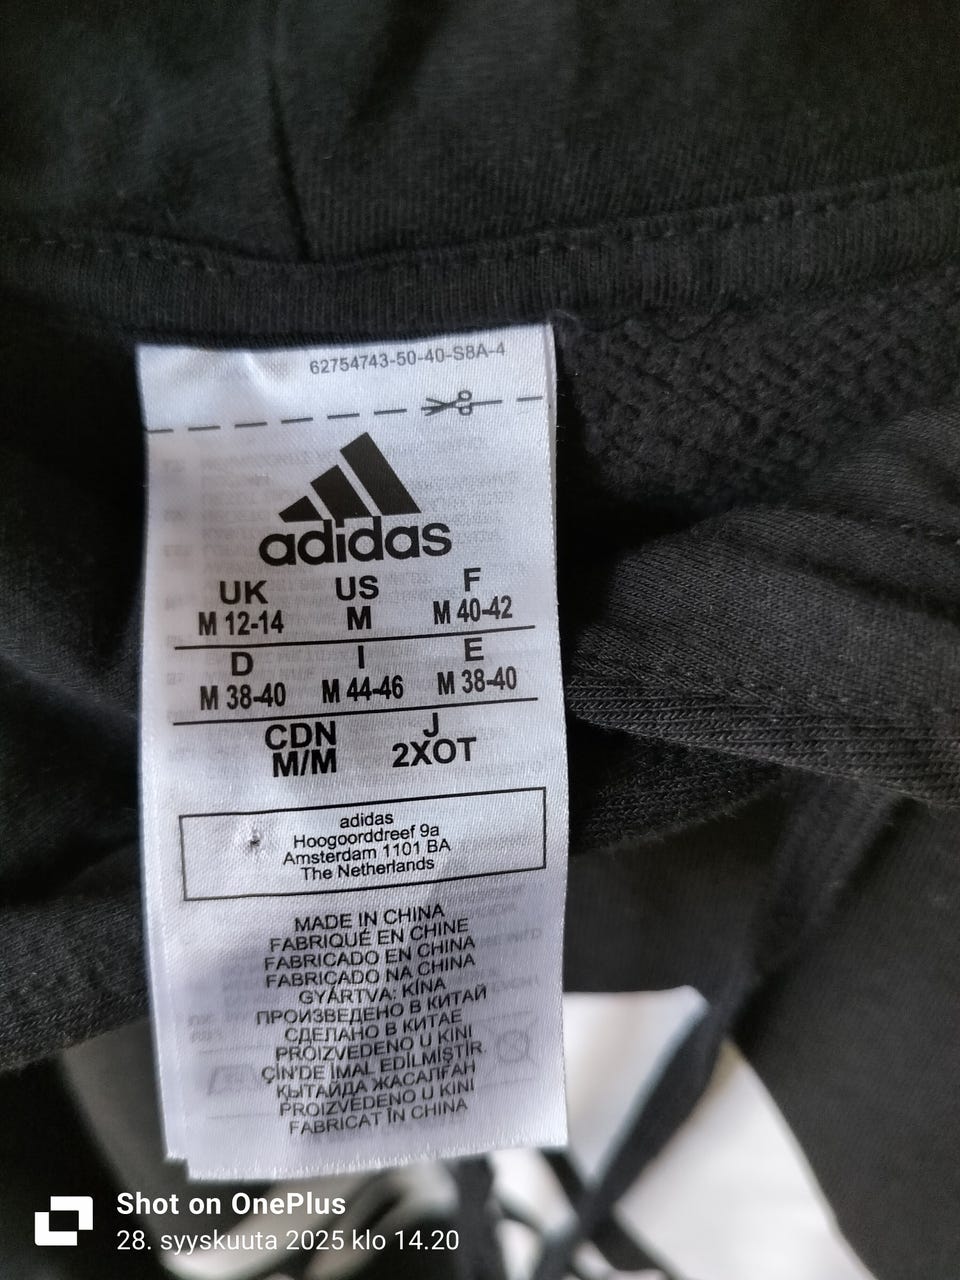 62754743-50-40-S8A-4
adidas
UK US F
M 12-14 M M 40-42
D I E
M 38-40 M 44-46 M 38-40
CDN J
M/M 2XOT
adidas
Hoogoorddreef 9a
Amsterdam 1101 BA
The Netherlands
MADE IN CHINA
FABRIQUÉ EN CHINE
FABRICADO EN CHINA
FABRICADO NA CHINA
GYÁRTVA: KÍNA
ПРОИЗВЕДЕНО В КИТАЙ
СДЕЛАНО В КИТАЕ
PROIZVEDENO U KINI
ÇİN'DE İMAL EDİLMİŞTİR
ҚЫТАЙДА ЖАСАЛҒАН
PROIZVEDENO U KINI
FABRICAT ÎN CHINA
Shot on OnePlus
28. syyskuuta 2025 klo 14.20